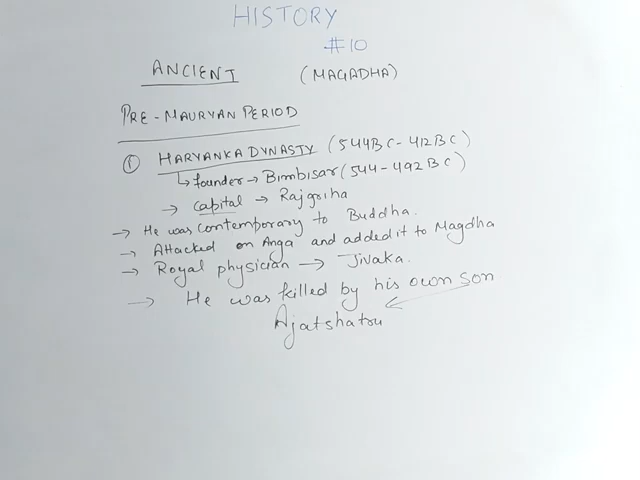 HISTORY
#10
ANCIENT (MAGADHA)
PRE-MAURYAN PERIOD
① HARYANKA DYNASTY (544BC-412BC)
↳ founder → Bimbisar (544-492BC)
→ capital → Rajgriha
→ He was contemporary to Buddha.
→ Attacked on Anga and added it to Magdha
→ Royal physician → Jivaka.
→ He was killed by his own son
Ajatshatru